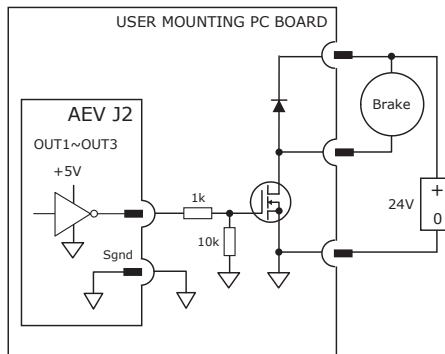 USER MOUNTING PC BOARD
AEV J2
OUT1~OUT3
+5V
1k
10k
Sgnd
Brake
24V
+
0